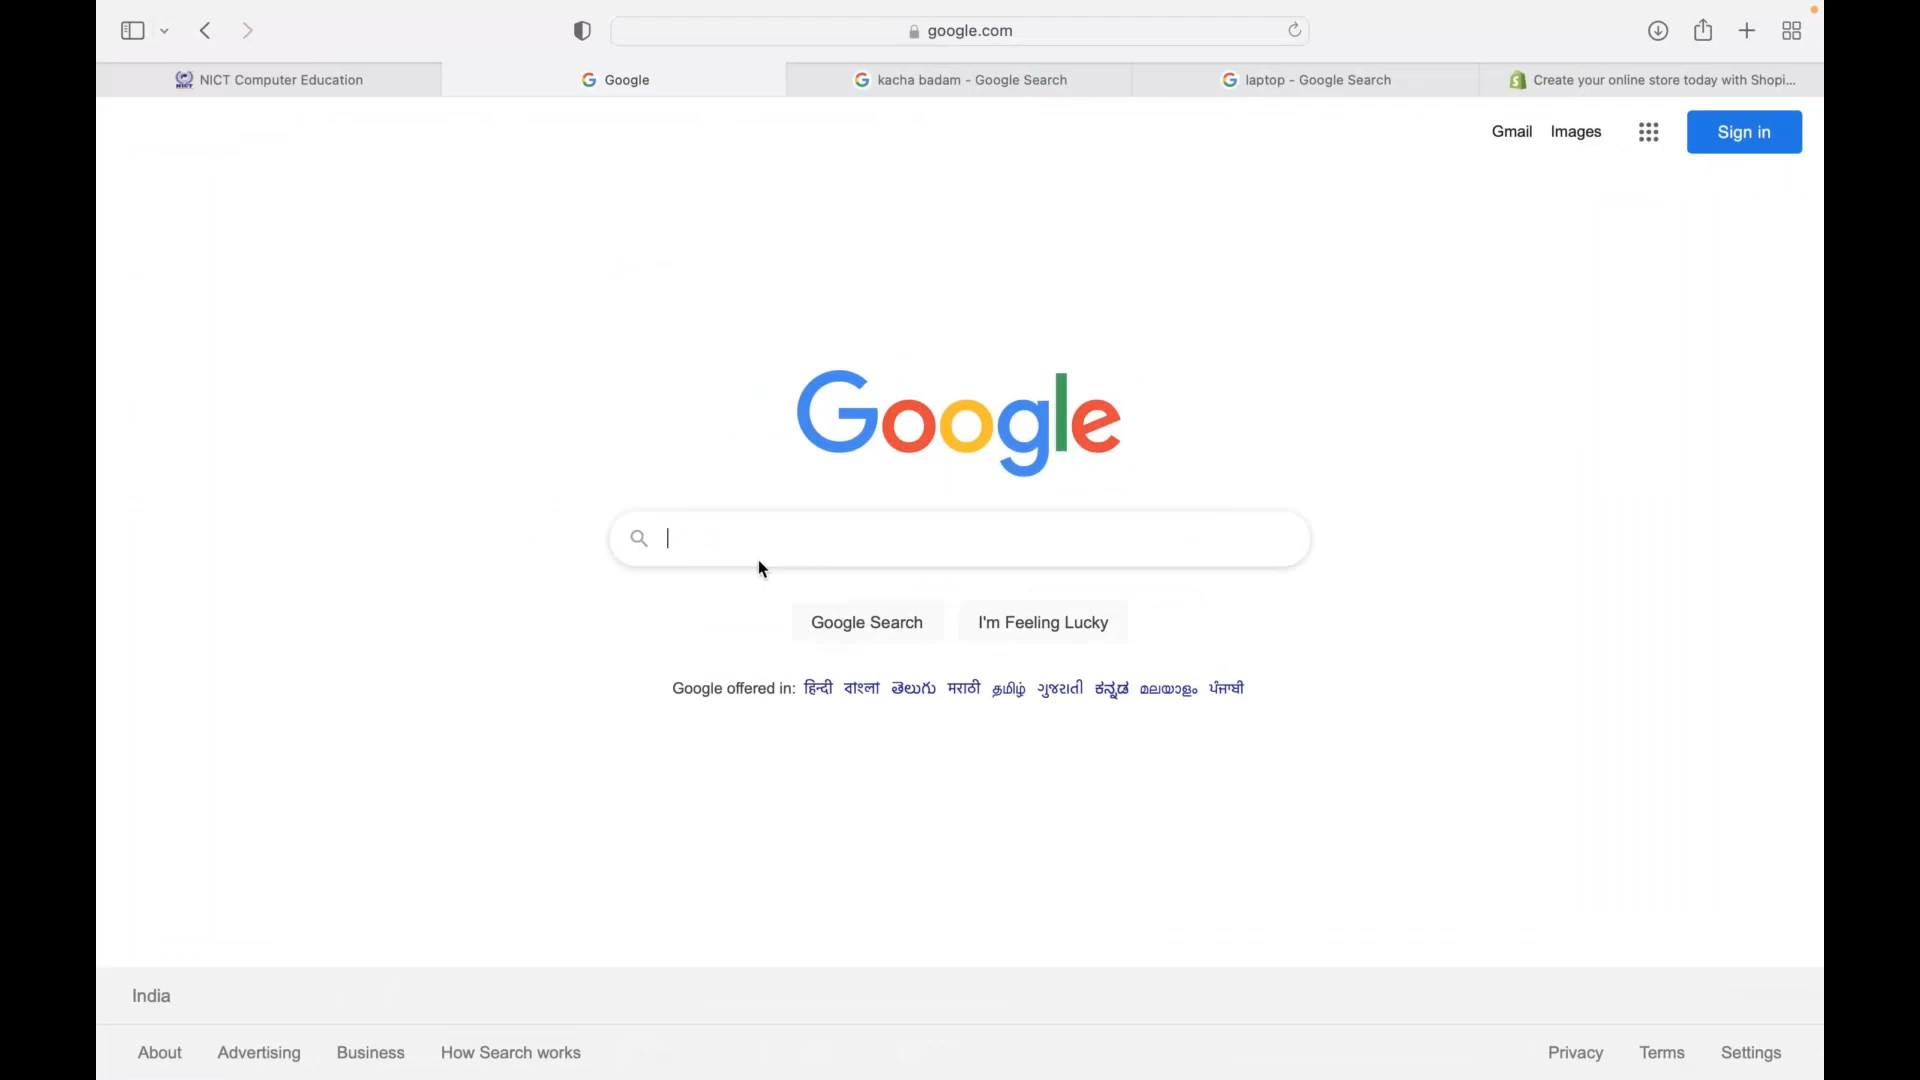 google.com
NICT Computer Education
Google
kacha badam - Google Search
laptop - Google Search
Create your online store today with Shopi...
Gmail Images Sign in
Google
Google Search I'm Feeling Lucky
Google offered in: हिन्दी বাংলা తెలుగు मराठी தமிழ் ગુજરાતી ಕನ್ನಡ മലയാളം ਪੰਜਾਬੀ
India
About Advertising Business How Search works Privacy Terms Settings